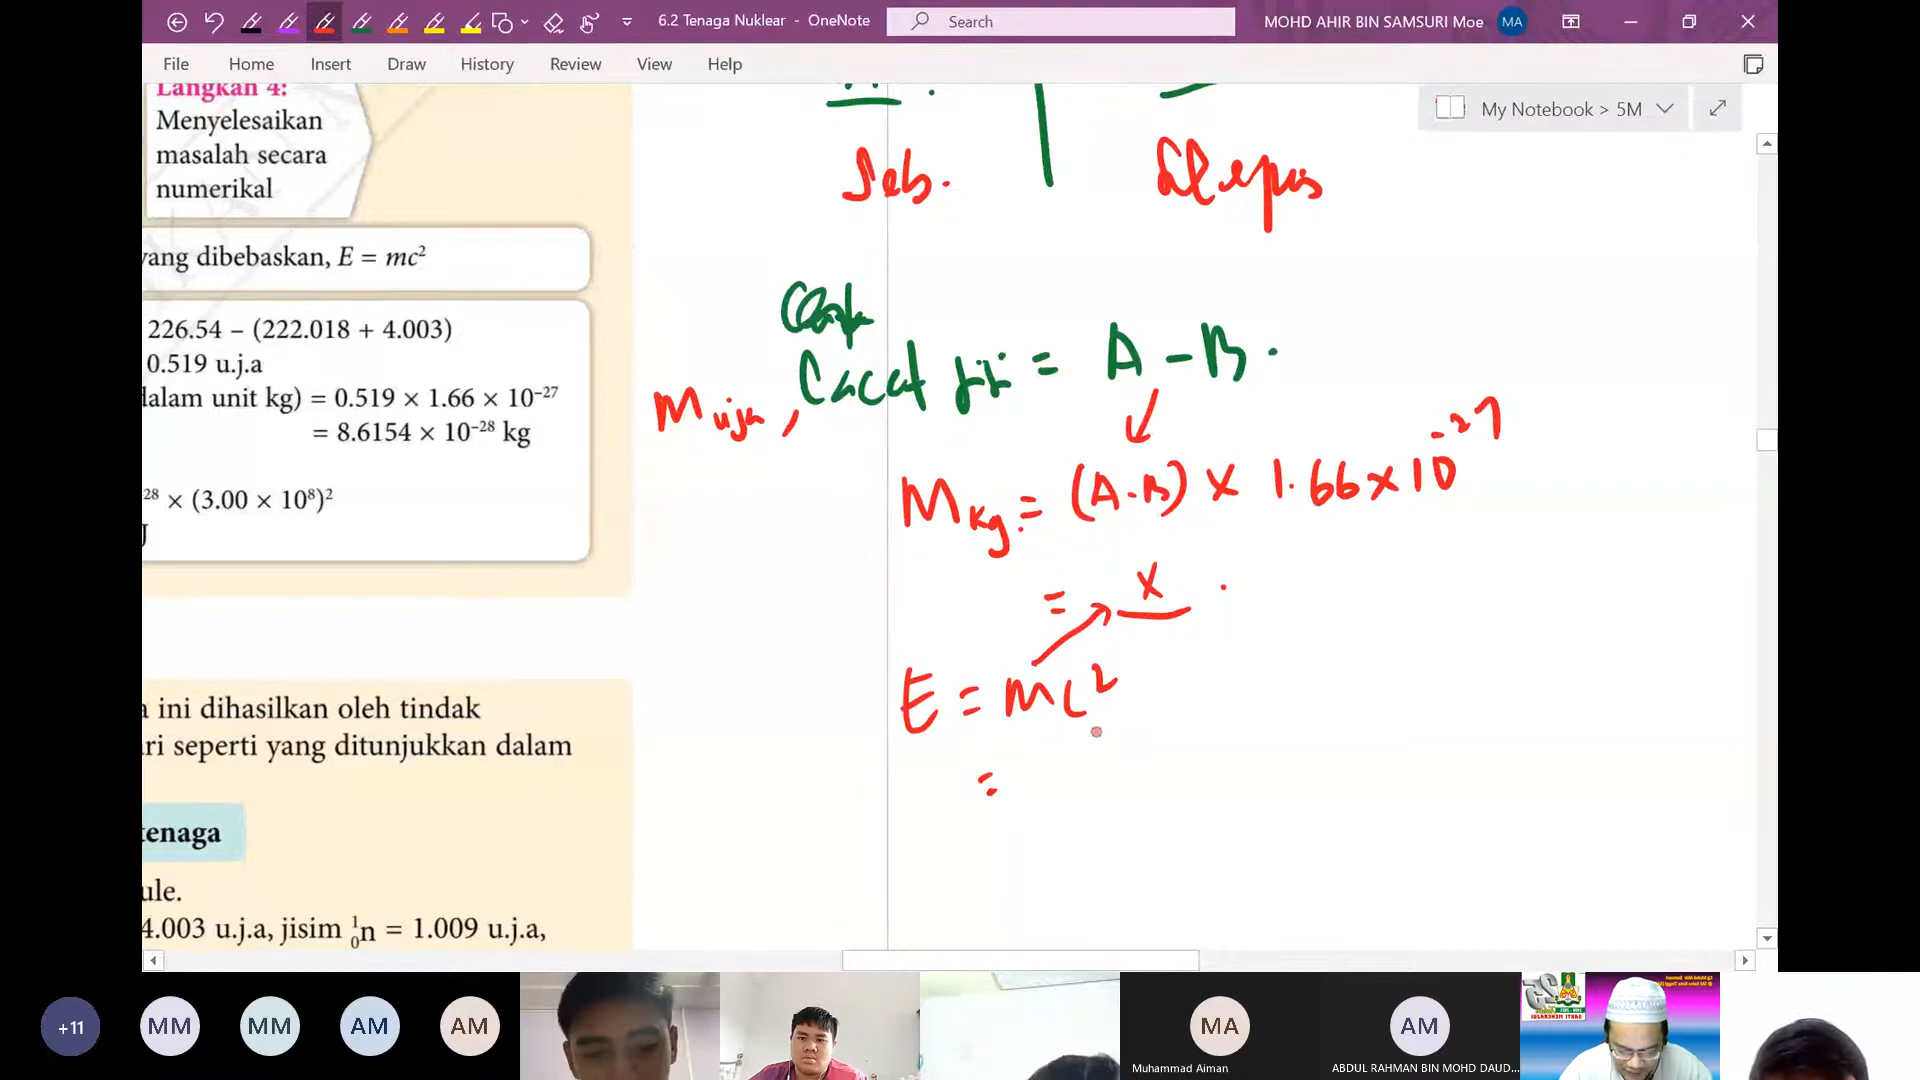 6.2 Tenaga Nuklear - OneNote
Search
MOHD AHIR BIN SAMSURI Moe
MA
File Home Insert Draw History Review View Help
My Notebook > 5M
Langkah 4:
Menyelesaikan
masalah secara
numerikal
yang dibebaskan, E = mc²
226.54 – (222.018 + 4.003)
0.519 u.j.a
dalam unit kg) = 0.519 × 1.66 × 10⁻²⁷
= 8.6154 × 10⁻²⁸ kg
²⁸ × (3.00 × 10⁸)²
J
a ini dihasilkan oleh tindak
ri seperti yang ditunjukkan dalam
tenaga
ule.
4.003 u.j.a, jisim ¹₀n = 1.009 u.j.a,
Seb.
Selepas
M uja, Cacat jij = A - B.
M kg = (A-B) × 1.66 × 10⁻²⁷
= x
E = mc²
=
+11
MM
MM
AM
AM
MA
Muhammad Aiman
AM
ABDUL RAHMAN BIN MOHD DAUD...
25